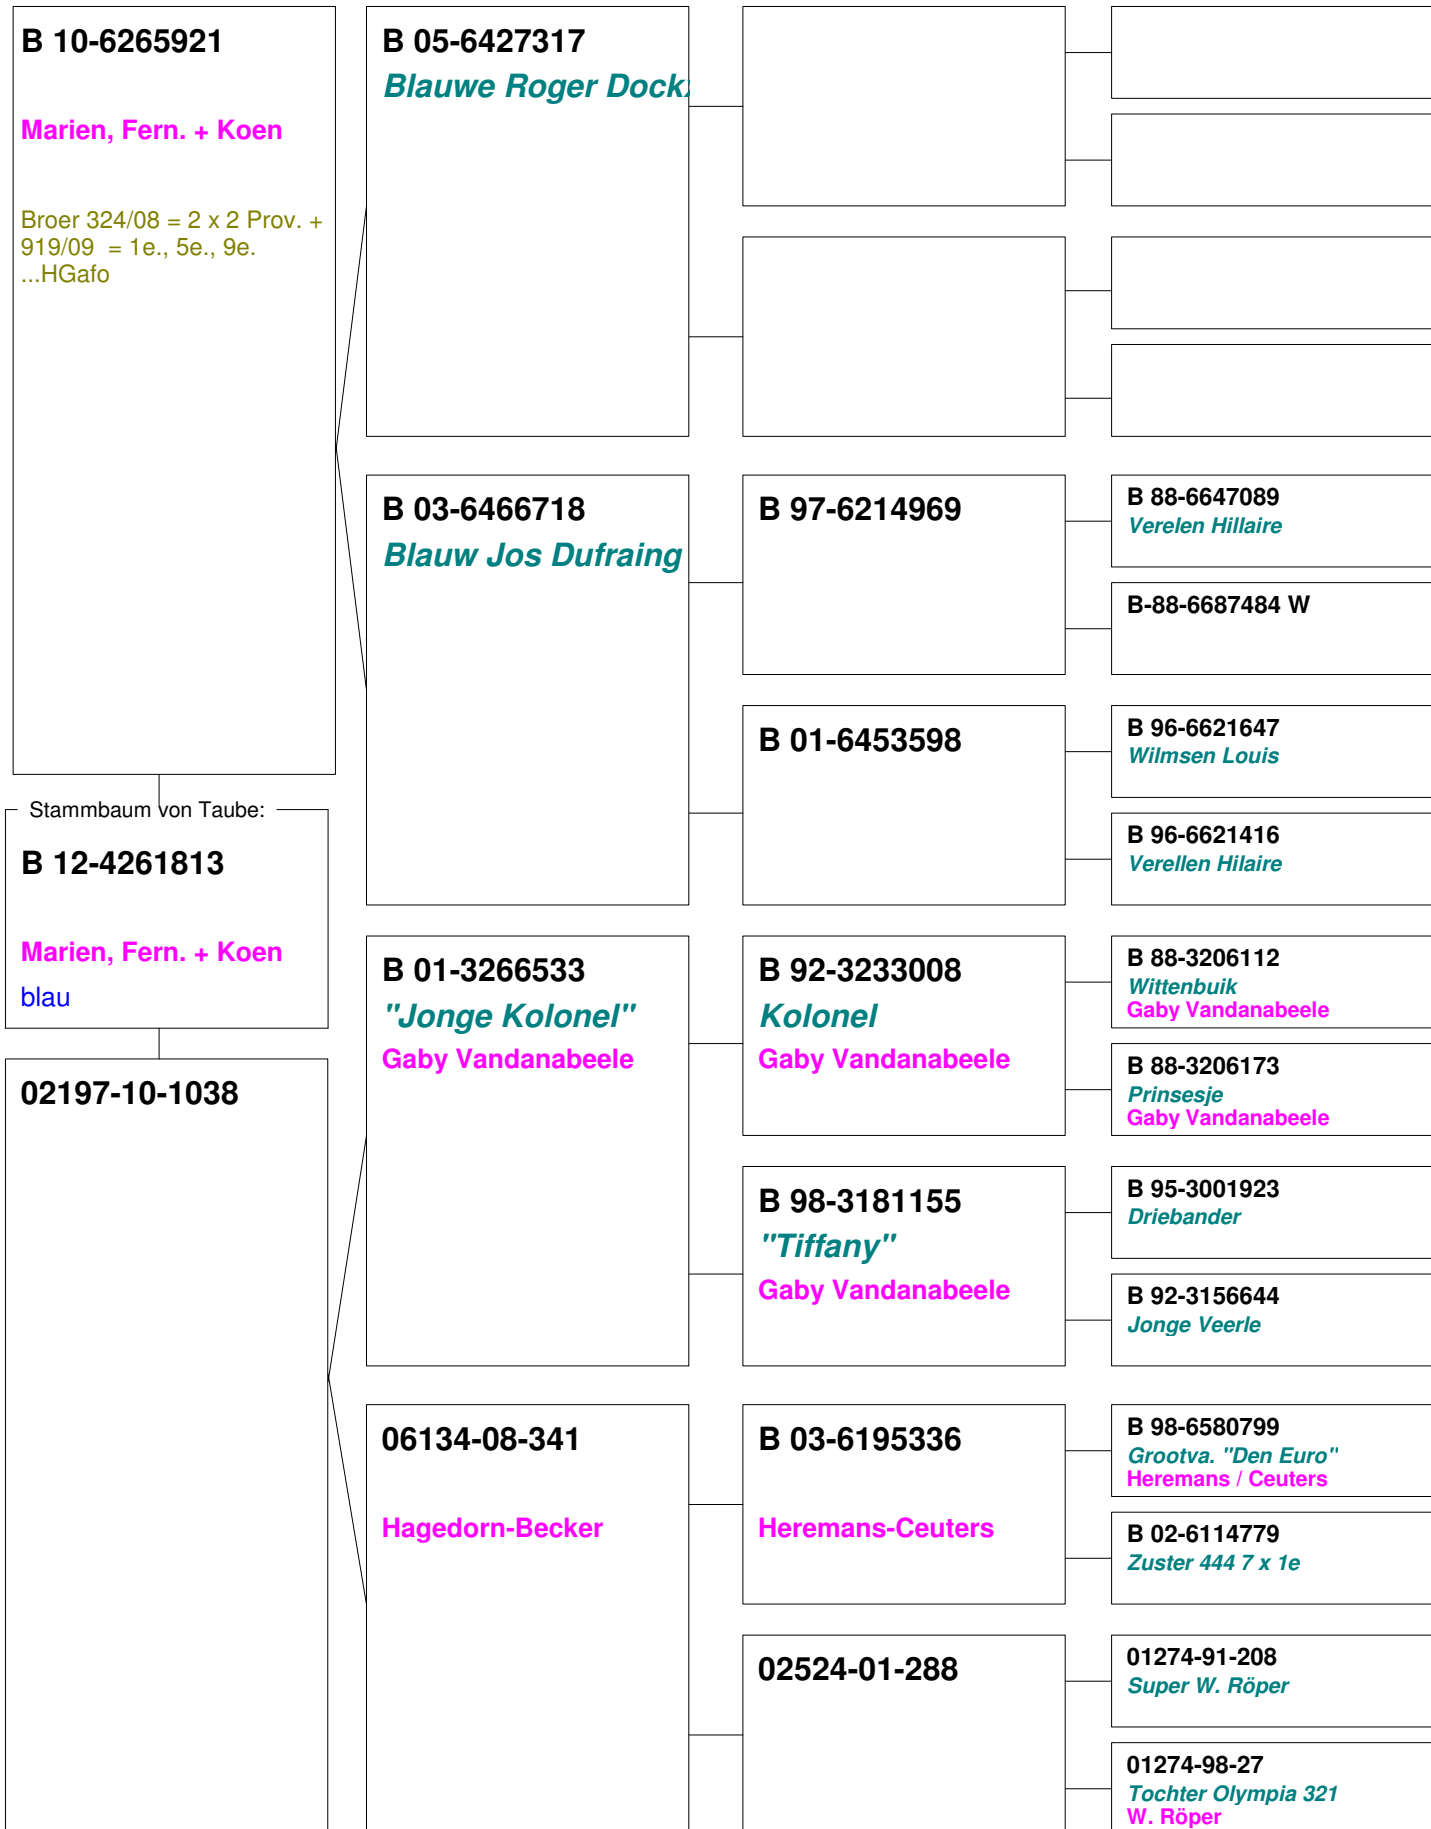 B 10-6265921
Marien, Fern. + Koen
Broer 324/08 = 2 x 2 Prov. +
919/09 = 1e., 5e., 9e.
...HGafo
Stammbaum von Taube:
B 12-4261813
Marien, Fern. + Koen
blau
02197-10-1038
B 05-6427317
Blauwe Roger Dockx
B 03-6466718
Blauw Jos Dufraing
B 01-3266533
"Jonge Kolonel"
Gaby Vandanabeele
06134-08-341
Hagedorn-Becker
B 97-6214969
B 01-6453598
B 92-3233008
Kolonel
Gaby Vandanabeele
B 98-3181155
"Tiffany"
Gaby Vandanabeele
B 03-6195336
Heremans-Ceuters
02524-01-288
B 88-6647089
Verelen Hillaire
B-88-6687484 W
B 96-6621647
Wilmsen Louis
B 96-6621416
Verellen Hilaire
B 88-3206112
Wittenbuik
Gaby Vandanabeele
B 88-3206173
Prinsesje
Gaby Vandanabeele
B 95-3001923
Driebander
B 92-3156644
Jonge Veerle
B 98-6580799
Grootva. "Den Euro"
Heremans / Ceuters
B 02-6114779
Zuster 444 7 x 1e
01274-91-208
Super W. Röper
01274-98-27
Tochter Olympia 321
W. Röper